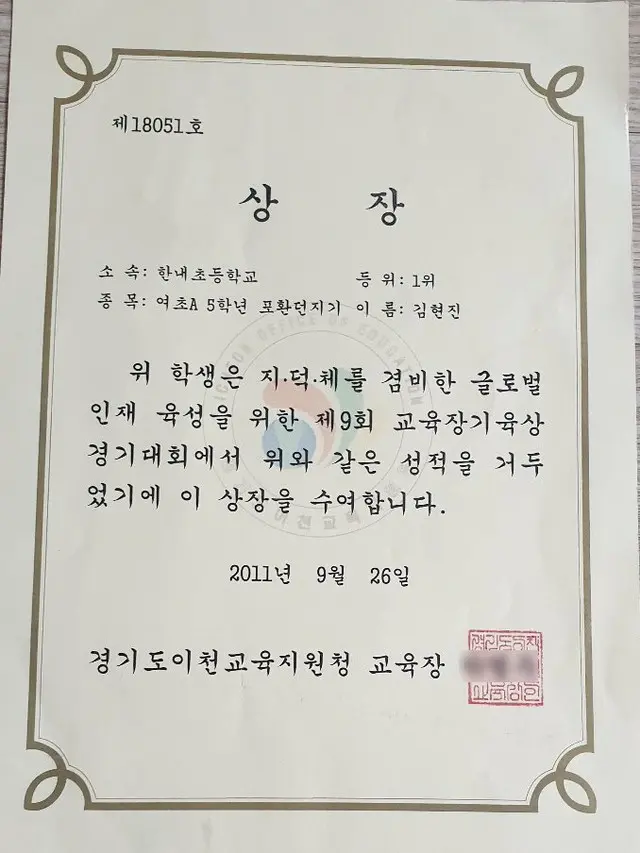 제18051호
상 장
소 속: 한내초등학교 등 위: 1위
종 목: 여초A 5학년 포환던지기 이 름: 김현진
위 학생은 지·덕·체를 겸비한 글로벌
인재 육성을 위한 제9회 교육장기육상
경기대회에서 위와 같은 성적을 거두
었기에 이 상장을 수여합니다.
2011년 9월 26일
경기도이천교육지원청 교육장